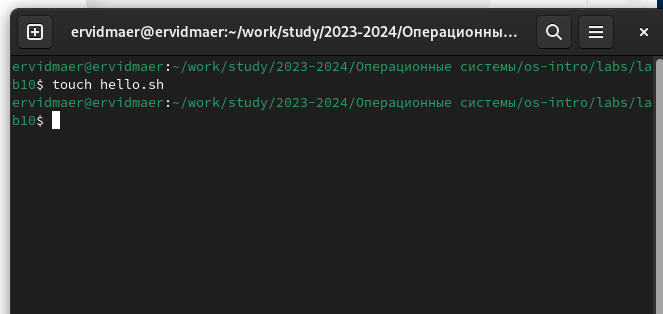 ervidmaer@ervidmaer:~/work/study/2023-2024/Операционны...
ervidmaer@ervidmaer:~/work/study/2023-2024/Операционные системы/os-intro/labs/la
b10$ touch hello.sh
ervidmaer@ervidmaer:~/work/study/2023-2024/Операционные системы/os-intro/labs/la
b10$